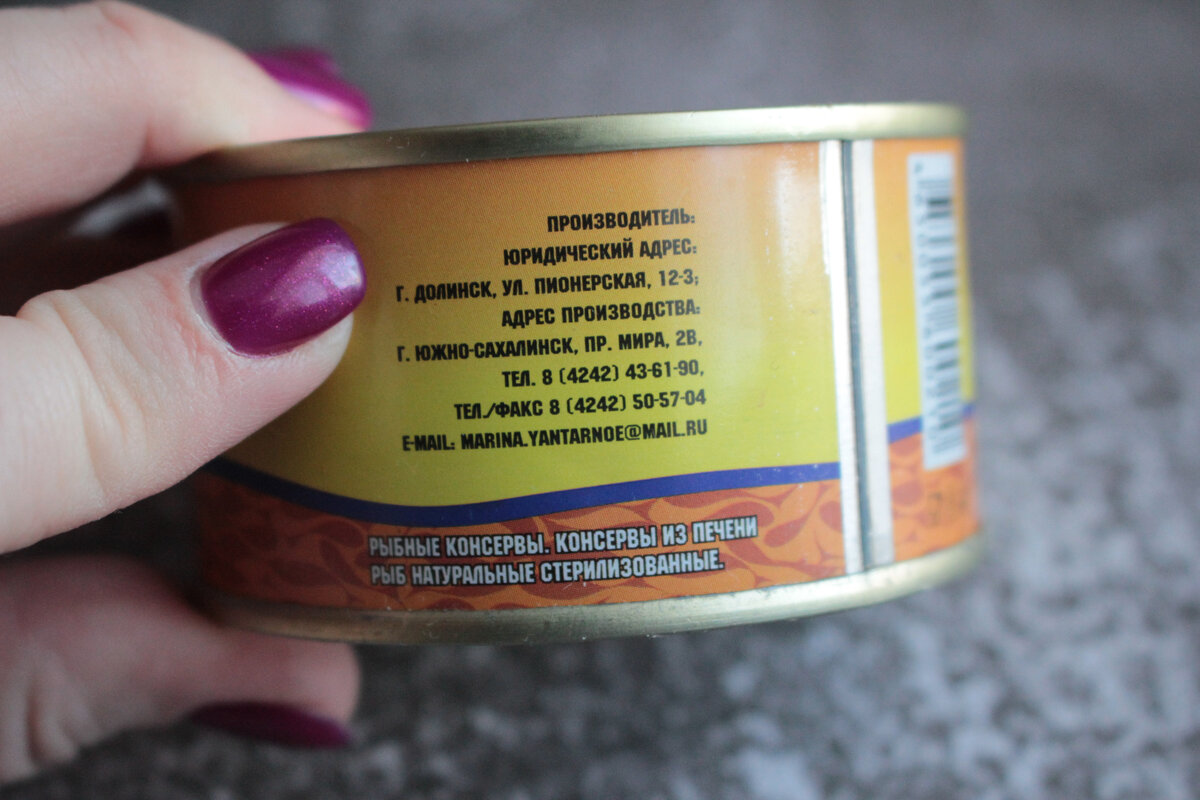 ПРОИЗВОДИТЕЛЬ:
ЮРИДИЧЕСКИЙ АДРЕС:
Г. ДОЛИНСК, УЛ. ПИОНЕРСКАЯ, 12-3;
АДРЕС ПРОИЗВОДСТВА:
Г. ЮЖНО-САХАЛИНСК, ПР. МИРА, 2В,
ТЕЛ. 8 (4242) 43-61-90,
ТЕЛ./ФАКС 8 (4242) 50-57-04
E-MAIL: MARINA.YANTARNOE@MAIL.RU
РЫБНЫЕ КОНСЕРВЫ. КОНСЕРВЫ ИЗ ПЕЧЕНИ
РЫБ НАТУРАЛЬНЫЕ СТЕРИЛИЗОВАННЫЕ.